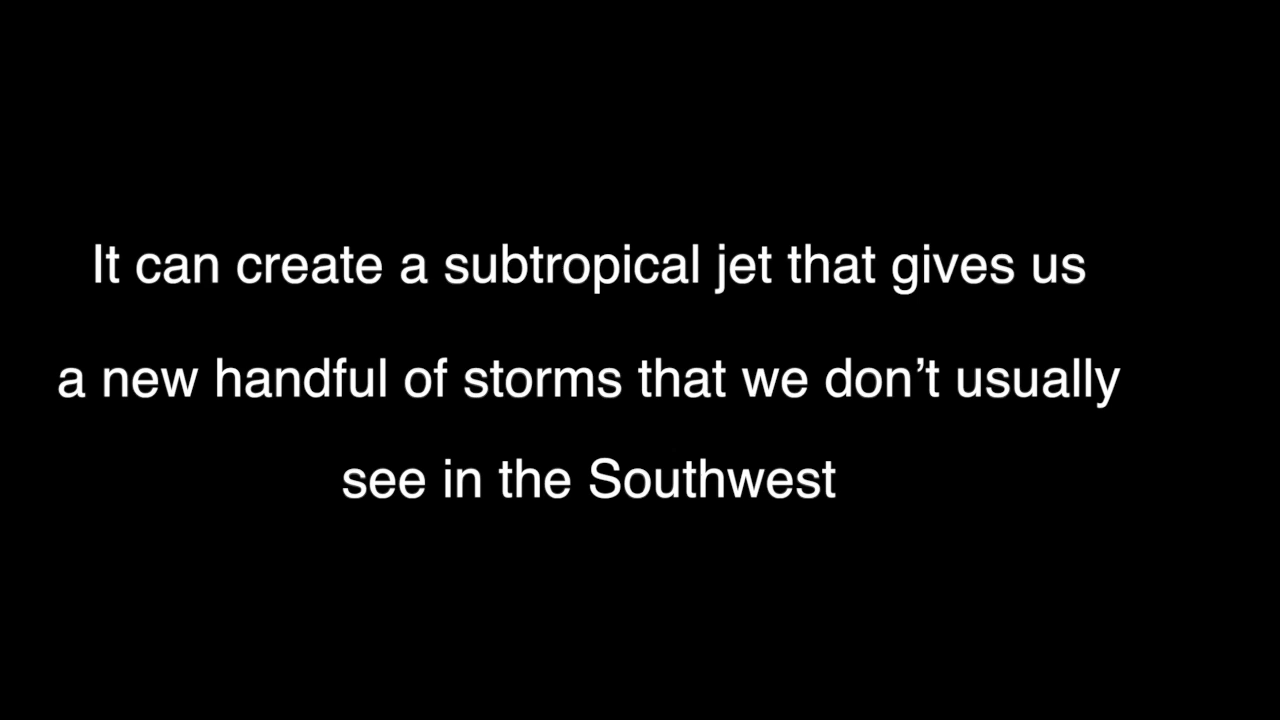 It can create a subtropical jet that gives us
a new handful of storms that we don’t usually
see in the Southwest